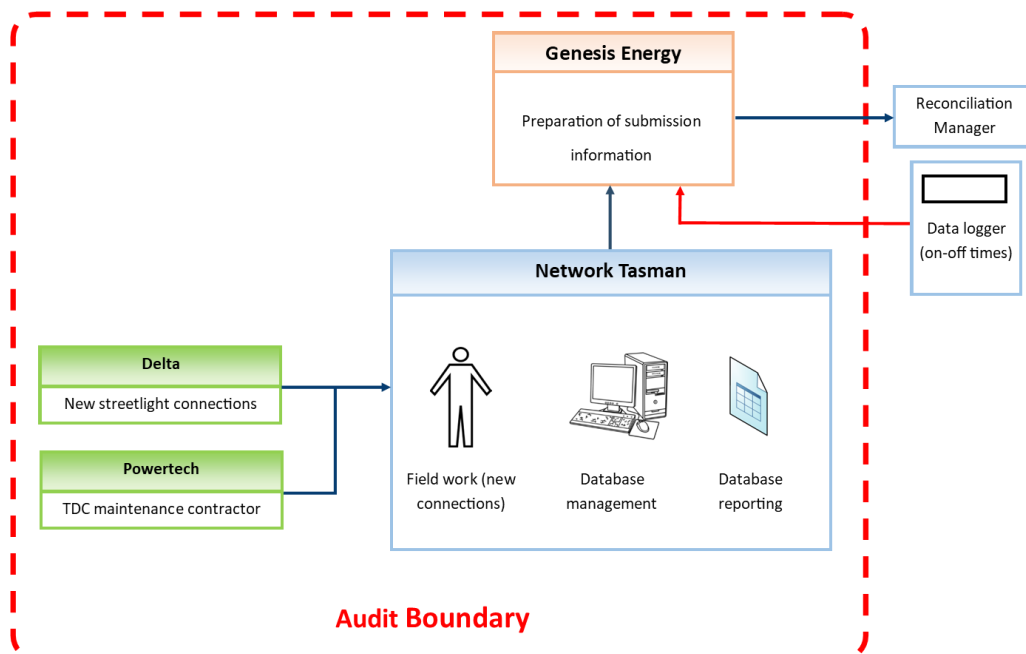 Genesis Energy
Preparation of submission
information
Reconciliation
Manager
Data logger
(on-off times)
Network Tasman
Delta
New streetlight connections
Powertech
TDC maintenance contractor
Field work (new
connections)
Database
management
Database
reporting
Audit Boundary